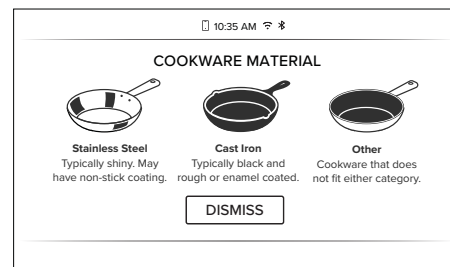 10:35 AM
COOKWARE MATERIAL
Stainless Steel
Typically shiny. May
have non-stick coating.
Cast Iron
Typically black and
rough or enamel coated.
Other
Cookware that does
not fit either category.
DISMISS